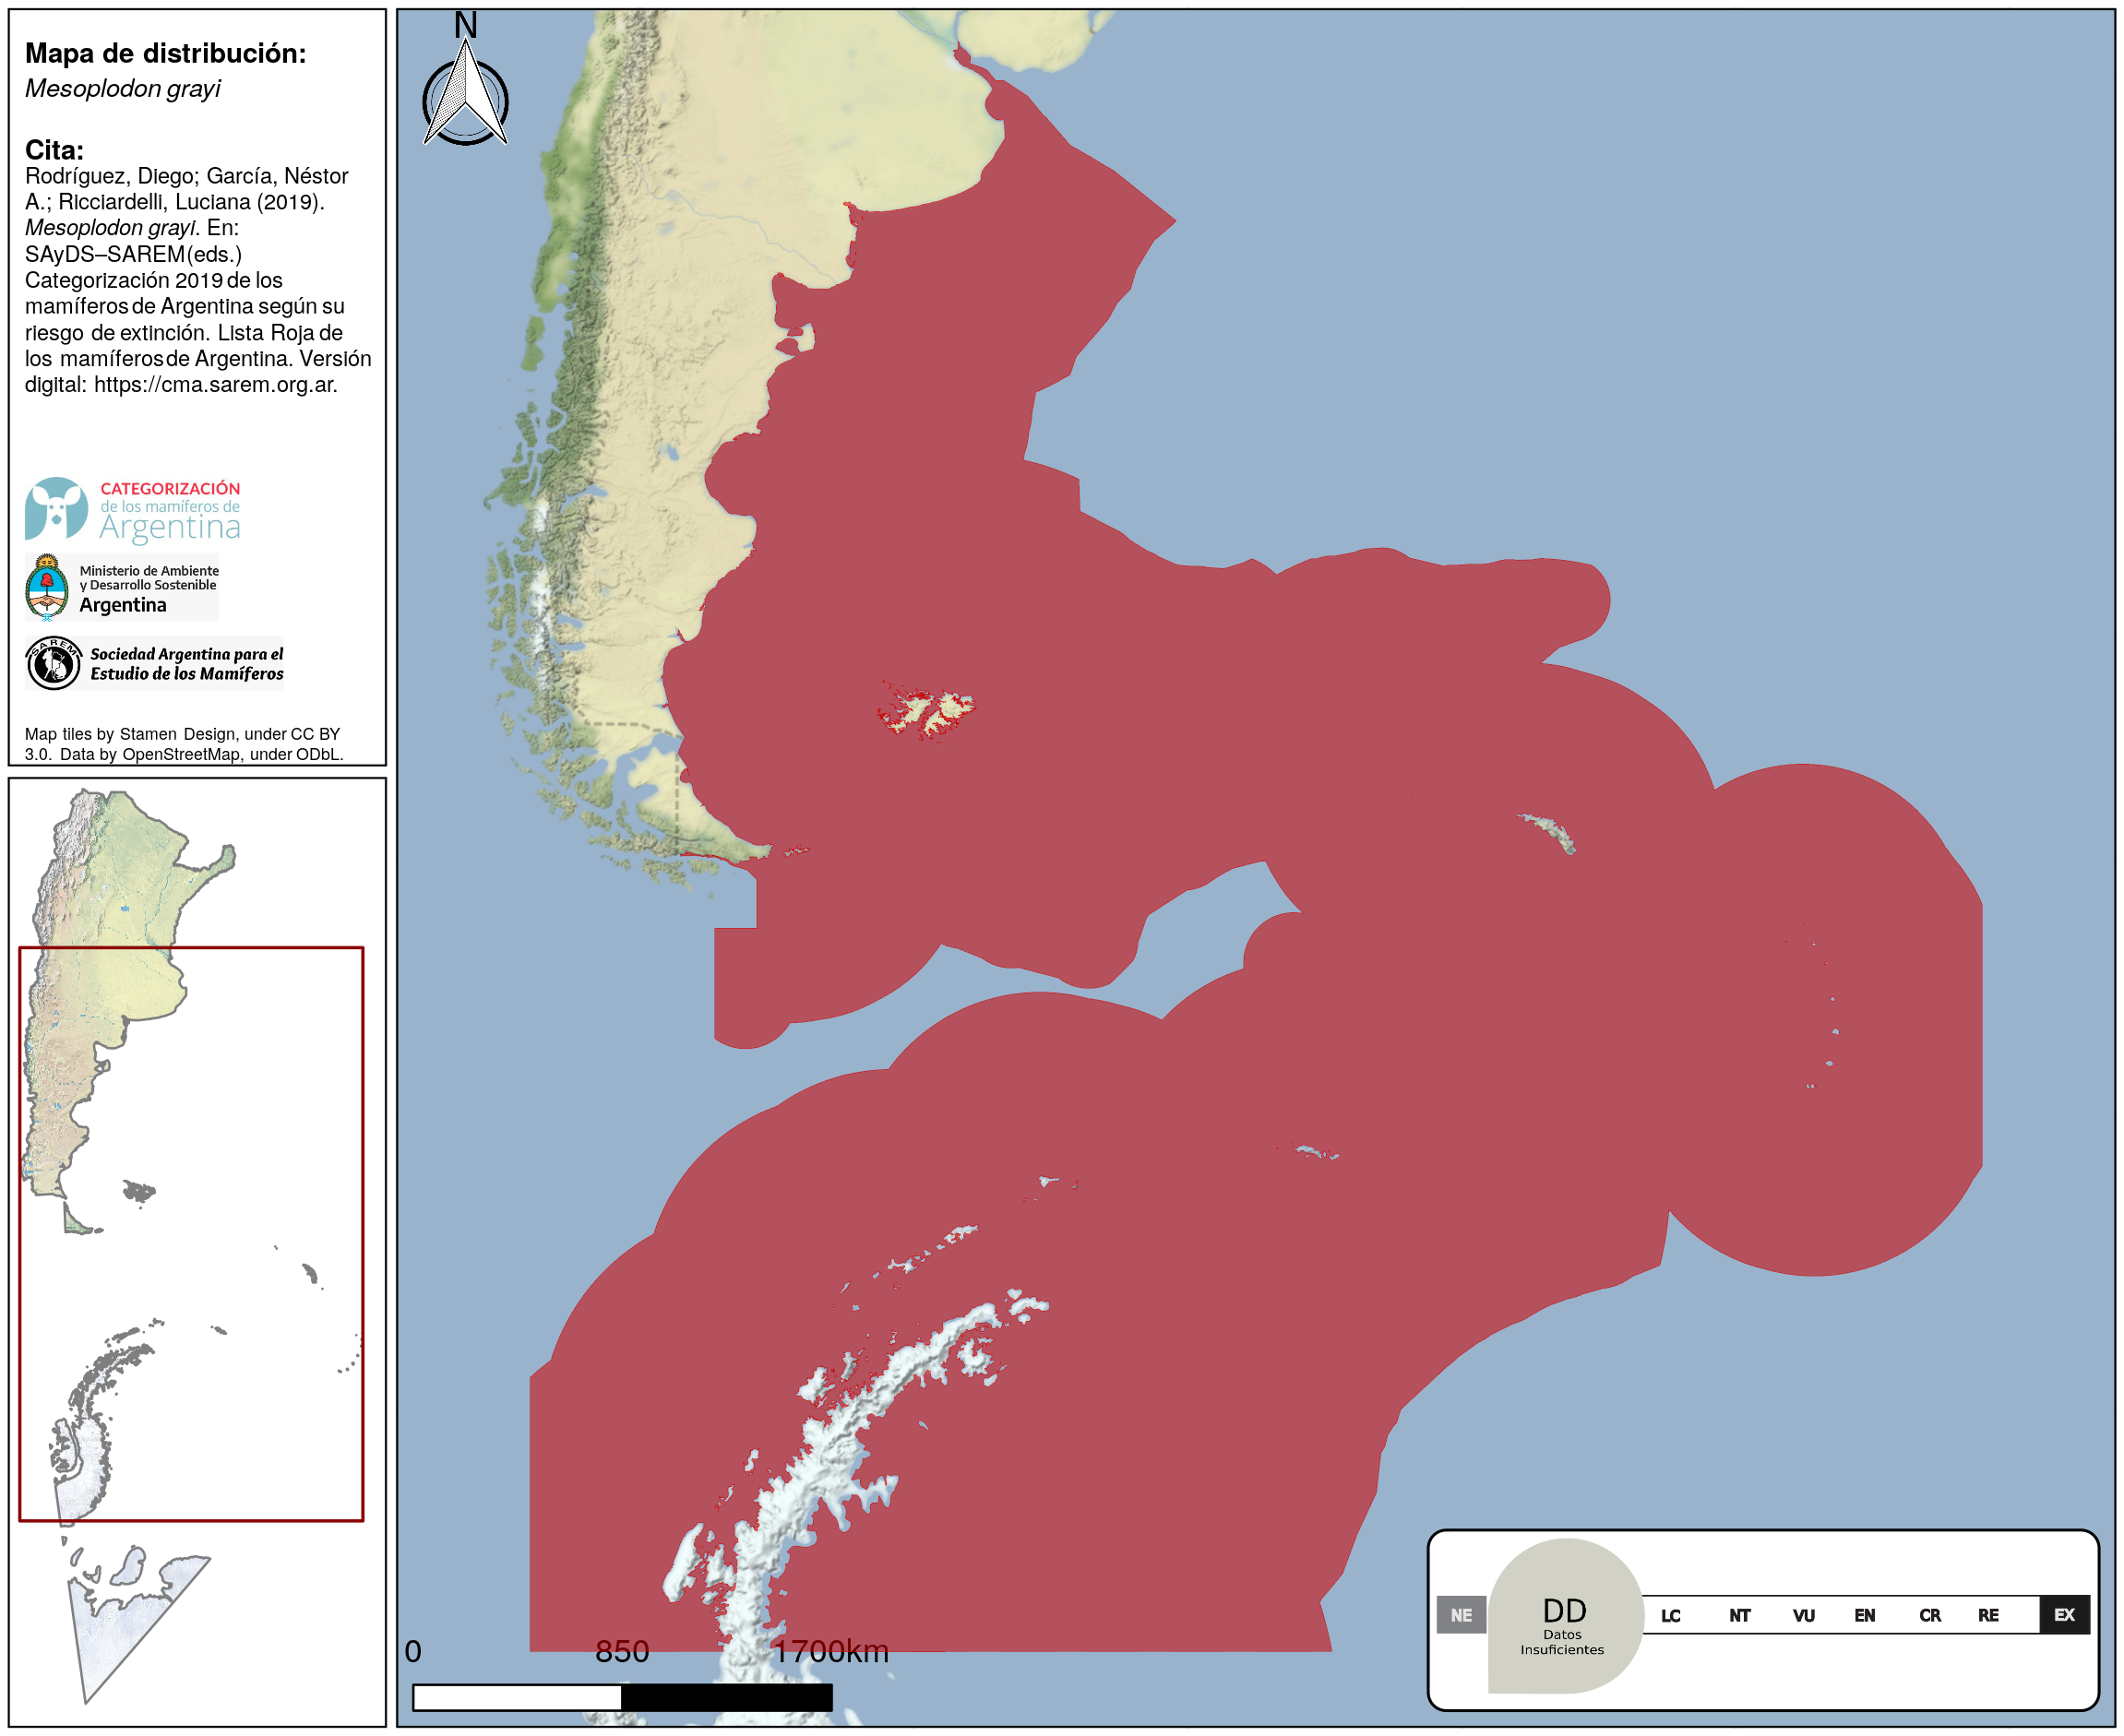 Mapa de distribución:
Mesoplodon grayi
Cita:
Rodríguez, Diego; García, Néstor
A.; Ricciardelli, Luciana (2019).
Mesoplodon grayi. En:
SAyDS–SAREM(eds.)
Categorización 2019 de los
mamíferos de Argentina según su
riesgo de extinción. Lista Roja de
los mamíferos de Argentina. Versión
digital: https://cma.sarem.org.ar.
CATEGORIZACIÓN
de los mamíferos de
Argentina
Ministerio de Ambiente
y Desarrollo Sostenible
Argentina
SAREM
Sociedad Argentina para el
Estudio de los Mamíferos
Map tiles by Stamen Design, under CC BY
3.0. Data by OpenStreetMap, under ODbL.
N
0 850 1700km
NE DD LC NT VU EN CR RE EX
Datos
Insuficientes